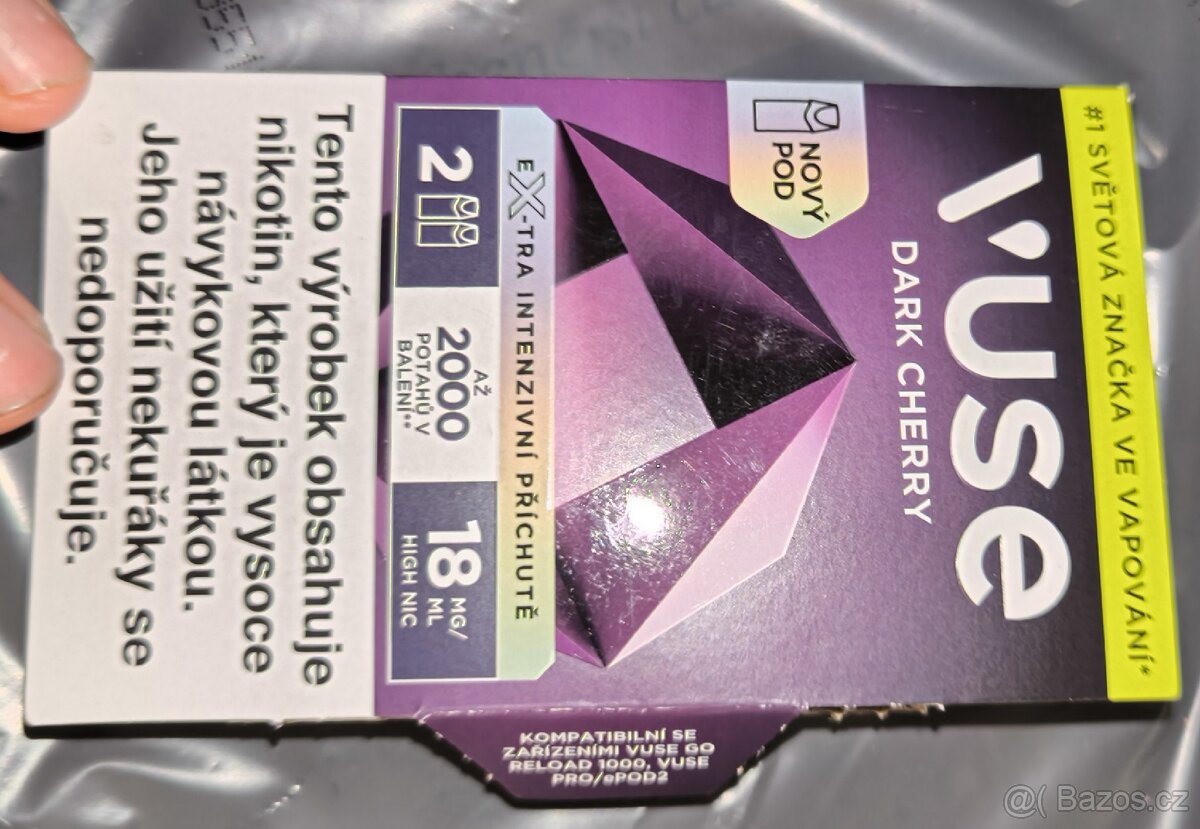 #1 SVĚTOVÁ ZNAČKA VE VAPOVÁNÍ*
VUSE
DARK CHERRY
NOVÝ
POD
EX-TRA INTENZIVNÍ PŘÍCHUTĚ
2
AŽ
2000
POTAHŮ V
BALENÍ**
18 MG/
ML
HIGH NIC
Tento výrobek obsahuje
nikotin, který je vysoce
návykovou látkou.
Jeho užití nekuřáky se
nedoporučuje.
KOMPATIBILNÍ SE
ZAŘÍZENÍMI VUSE GO
RELOAD 1000, VUSE
PRO/ePOD2
@( Bazos.cz